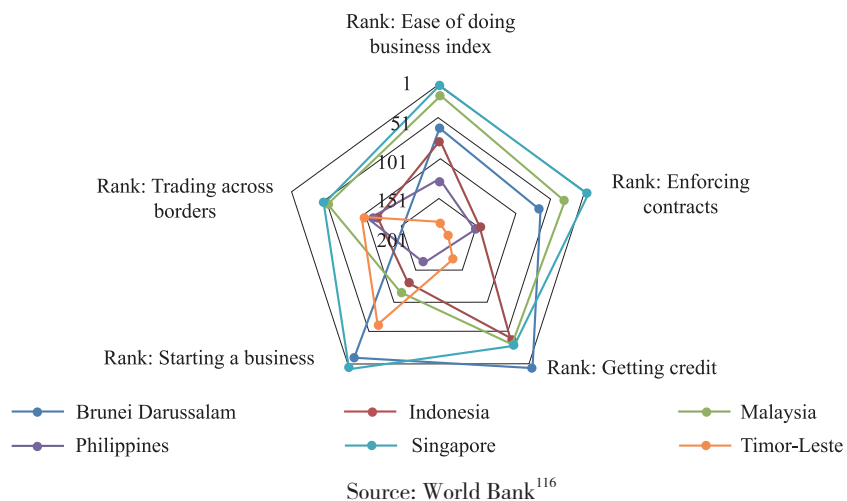 Rank: Ease of doing
business index
1
51
101
151
201
Rank: Trading across
borders
Rank: Enforcing
contracts
Rank: Starting a business
Rank: Getting credit
Brunei Darussalam
Indonesia
Malaysia
Philippines
Singapore
Timor-Leste
Source: World Bank116